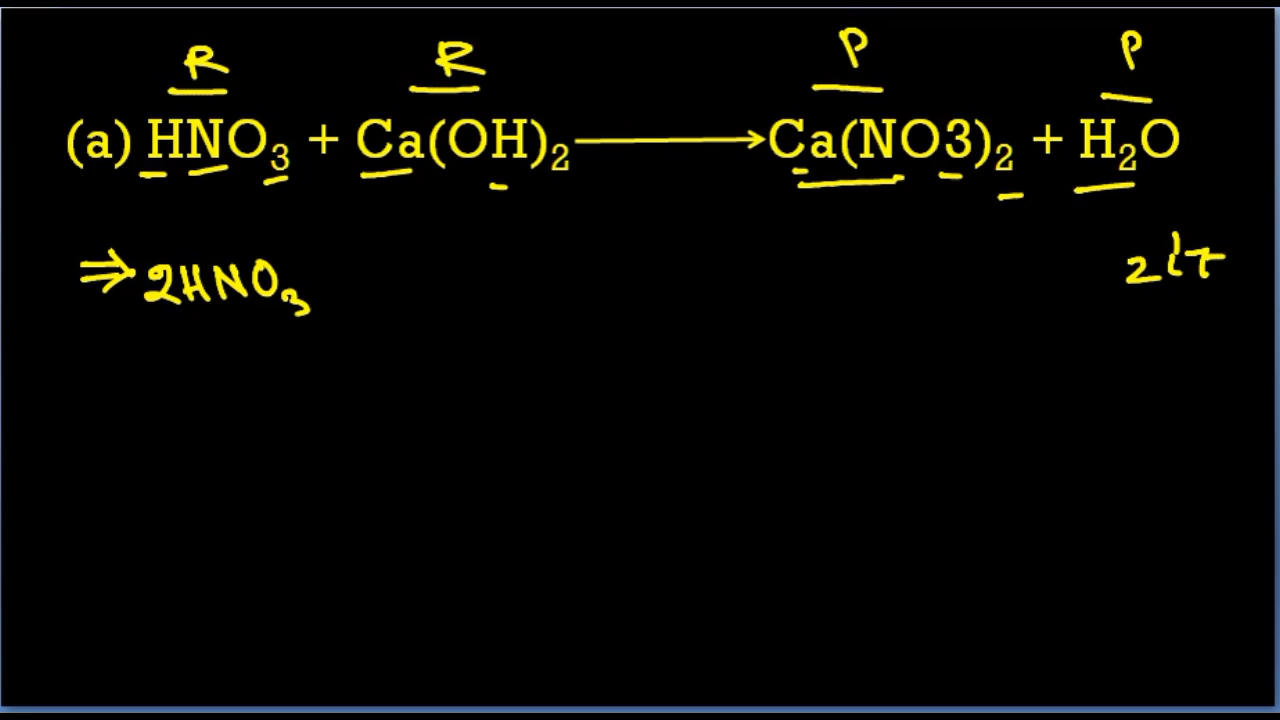 R R P P
(a) HNO₃ + Ca(OH)₂ ⟶ Ca(NO3)₂ + H₂O
⇒ 2HNO₃